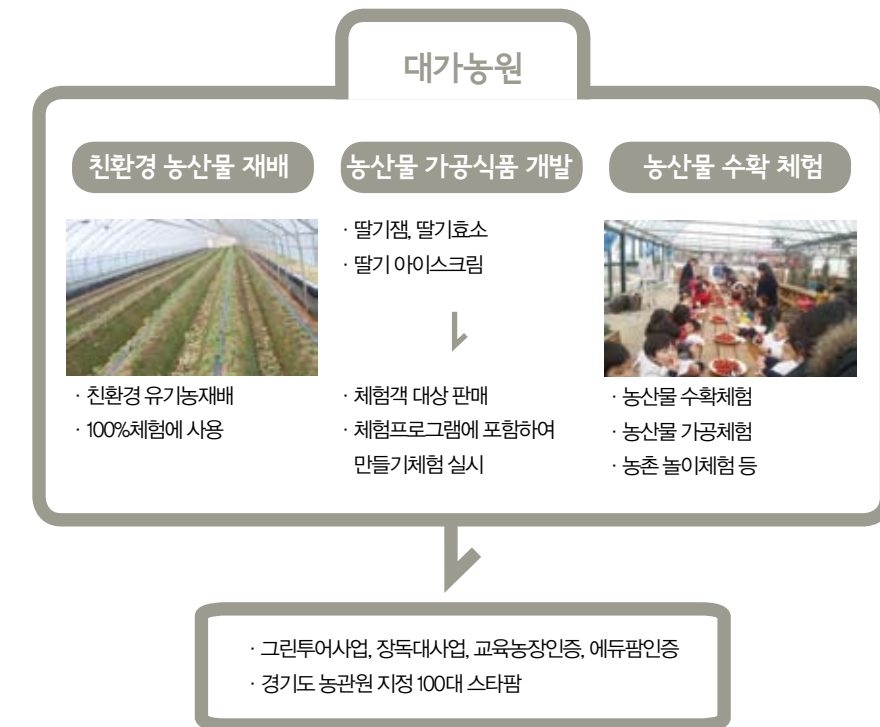 대가농원
친환경 농산물 재배
· 친환경 유기농재배
· 100%체험에 사용
농산물 가공식품 개발
· 딸기잼, 딸기효소
· 딸기 아이스크림
· 체험객 대상 판매
· 체험프로그램에 포함하여
만들기체험 실시
농산물 수확 체험
· 농산물 수확체험
· 농산물 가공체험
· 농촌 놀이체험 등
· 그린투어사업, 장독대사업, 교육농장인증, 에듀팜인증
· 경기도 농관원 지정 100대 스타팜